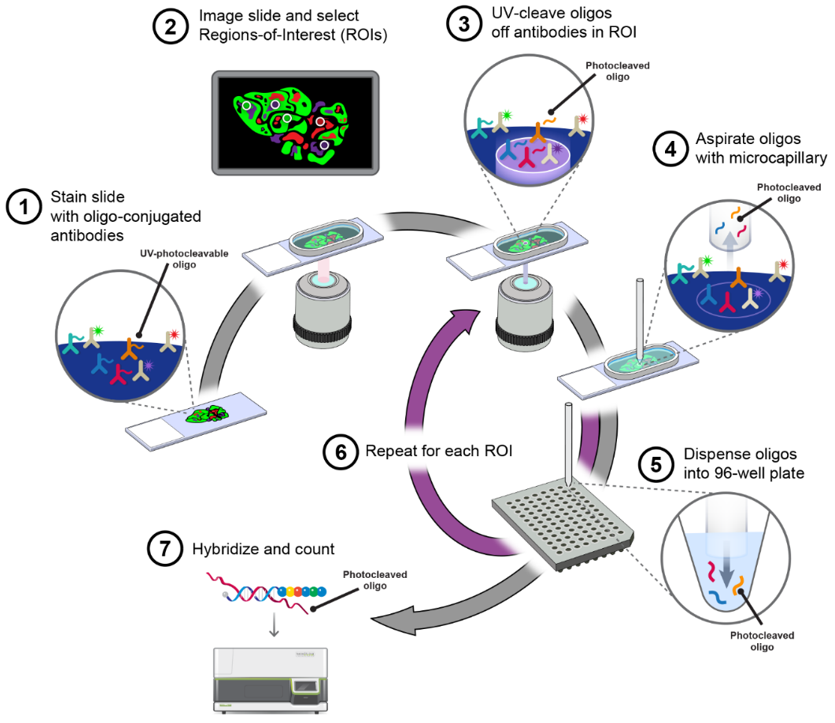 1
Stain slide
with oligo-conjugated
antibodies
UV-photocleavable
oligo
2
Image slide and select
Regions-of-Interest (ROIs)
3
UV-cleave oligos
off antibodies in ROI
Photocleaved
oligo
4
Aspirate oligos
with microcapillary
Photocleaved
oligo
5
Dispense oligos
into 96-well plate
Photocleaved
oligo
6
Repeat for each ROI
7
Hybridize and count
Photocleaved
oligo